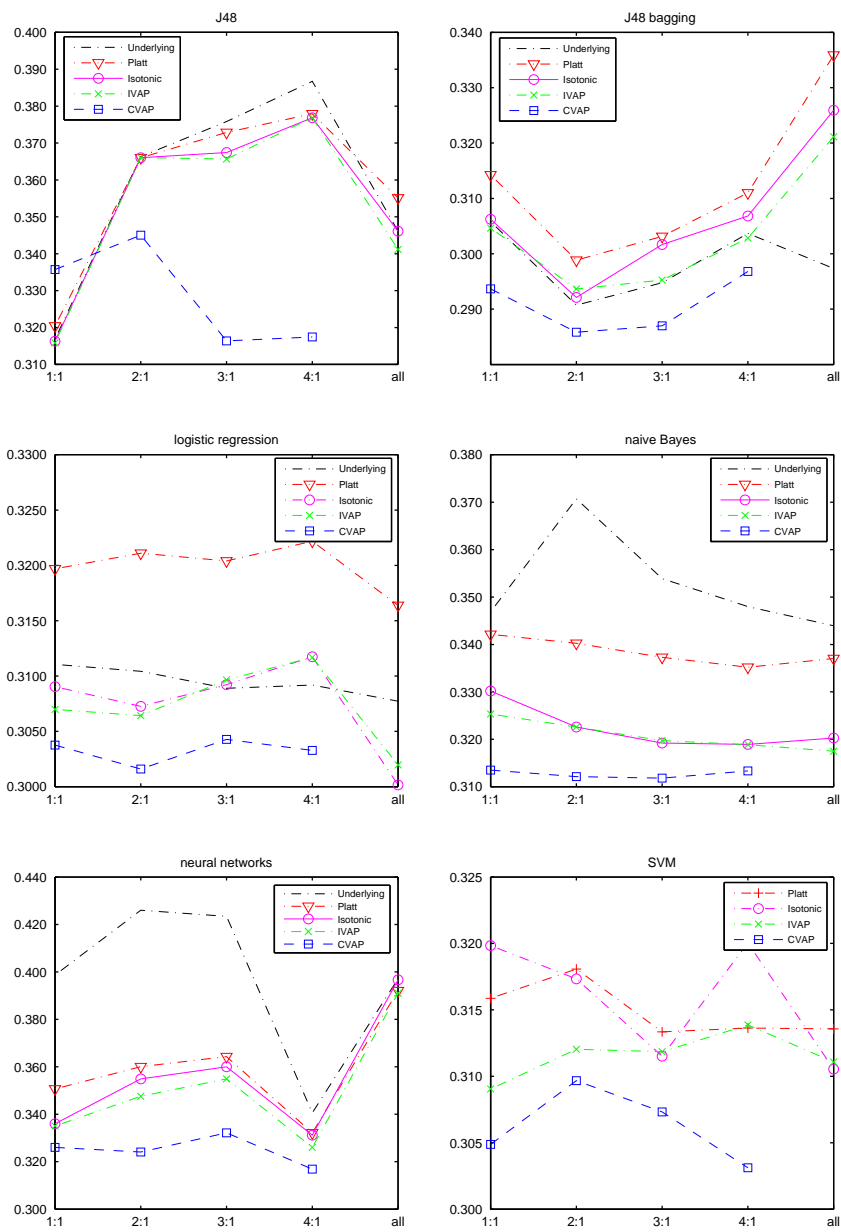 J48
0.400
0.390
0.380
0.370
0.360
0.350
0.340
0.330
0.320
0.310
1:1 2:1 3:1 4:1 all
Underlying
Platt
Isotonic
IVAP
CVAP
J48 bagging
0.340
0.330
0.320
0.310
0.300
0.290
1:1 2:1 3:1 4:1 all
Underlying
Platt
Isotonic
IVAP
CVAP
logistic regression
0.3300
0.3250
0.3200
0.3150
0.3100
0.3050
0.3000
1:1 2:1 3:1 4:1 all
Underlying
Platt
Isotonic
IVAP
CVAP
naive Bayes
0.380
0.370
0.360
0.350
0.340
0.330
0.320
0.310
1:1 2:1 3:1 4:1 all
Underlying
Platt
Isotonic
IVAP
CVAP
neural networks
0.440
0.420
0.400
0.380
0.360
0.340
0.320
0.300
1:1 2:1 3:1 4:1 all
Underlying
Platt
Isotonic
IVAP
CVAP
SVM
0.325
0.320
0.315
0.310
0.305
0.300
1:1 2:1 3:1 4:1 all
Platt
Isotonic
IVAP
CVAP